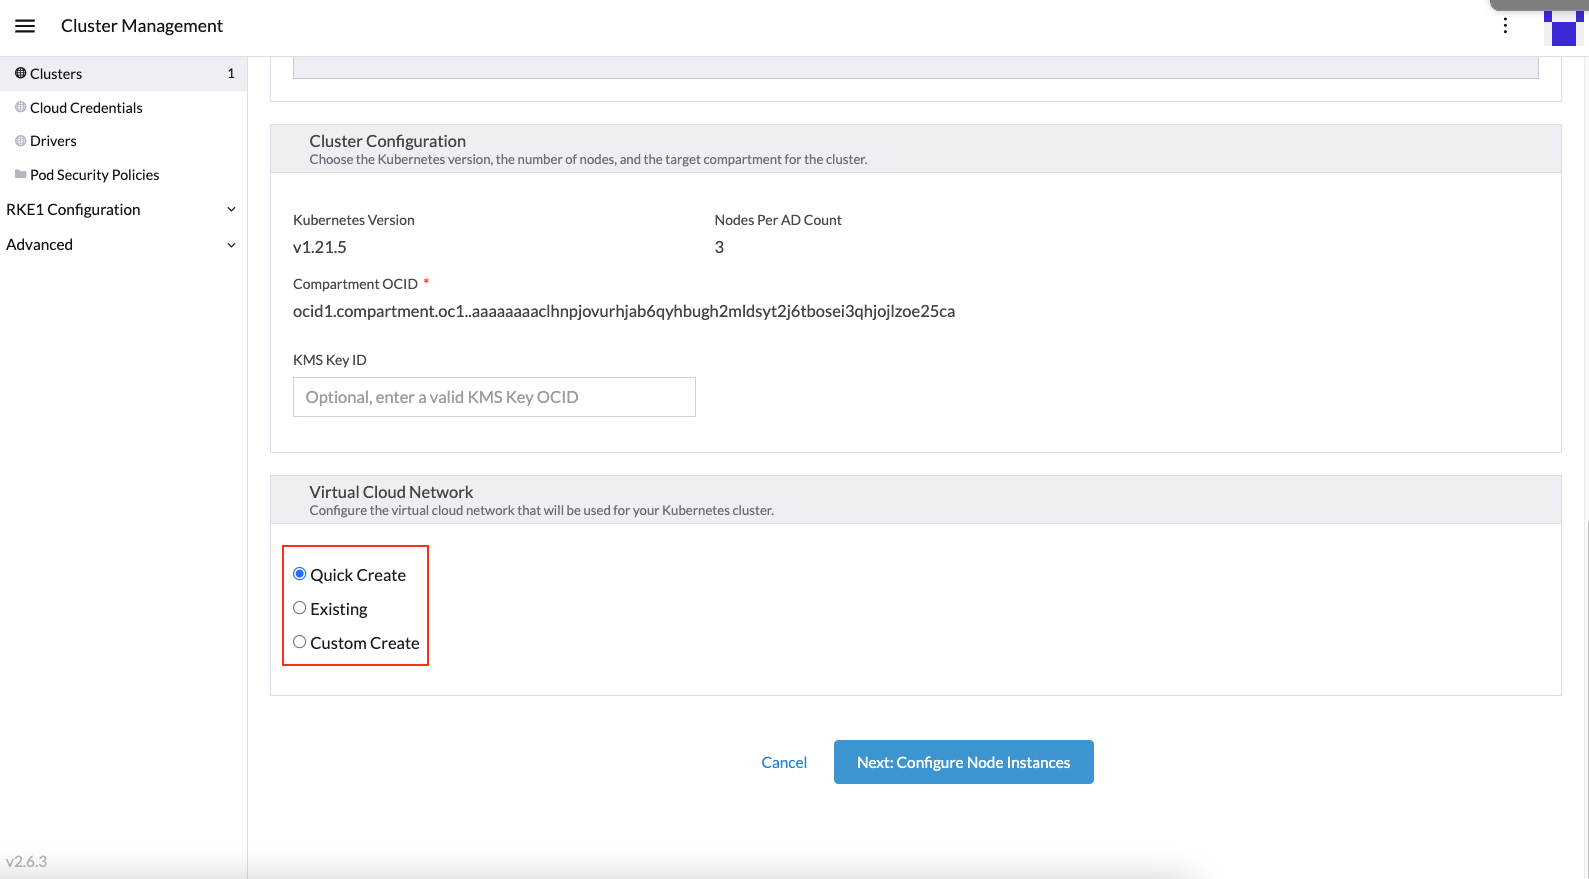 Cluster Management
Clusters 1
Cloud Credentials
Drivers
Pod Security Policies
RKE1 Configuration
Advanced
v2.6.3
Cluster Configuration
Choose the Kubernetes version, the number of nodes, and the target compartment for the cluster.
Kubernetes Version Nodes Per AD Count
v1.21.5 3
Compartment OCID *
ocid1.compartment.oc1..aaaaaaaaclhnpjovurhjab6qyhbugh2mldsyt2j6tbosei3qhjojlzoe25ca
KMS Key ID
Optional, enter a valid KMS Key OCID
Virtual Cloud Network
Configure the virtual cloud network that will be used for your Kubernetes cluster.
Quick Create
Existing
Custom Create
Cancel Next: Configure Node Instances